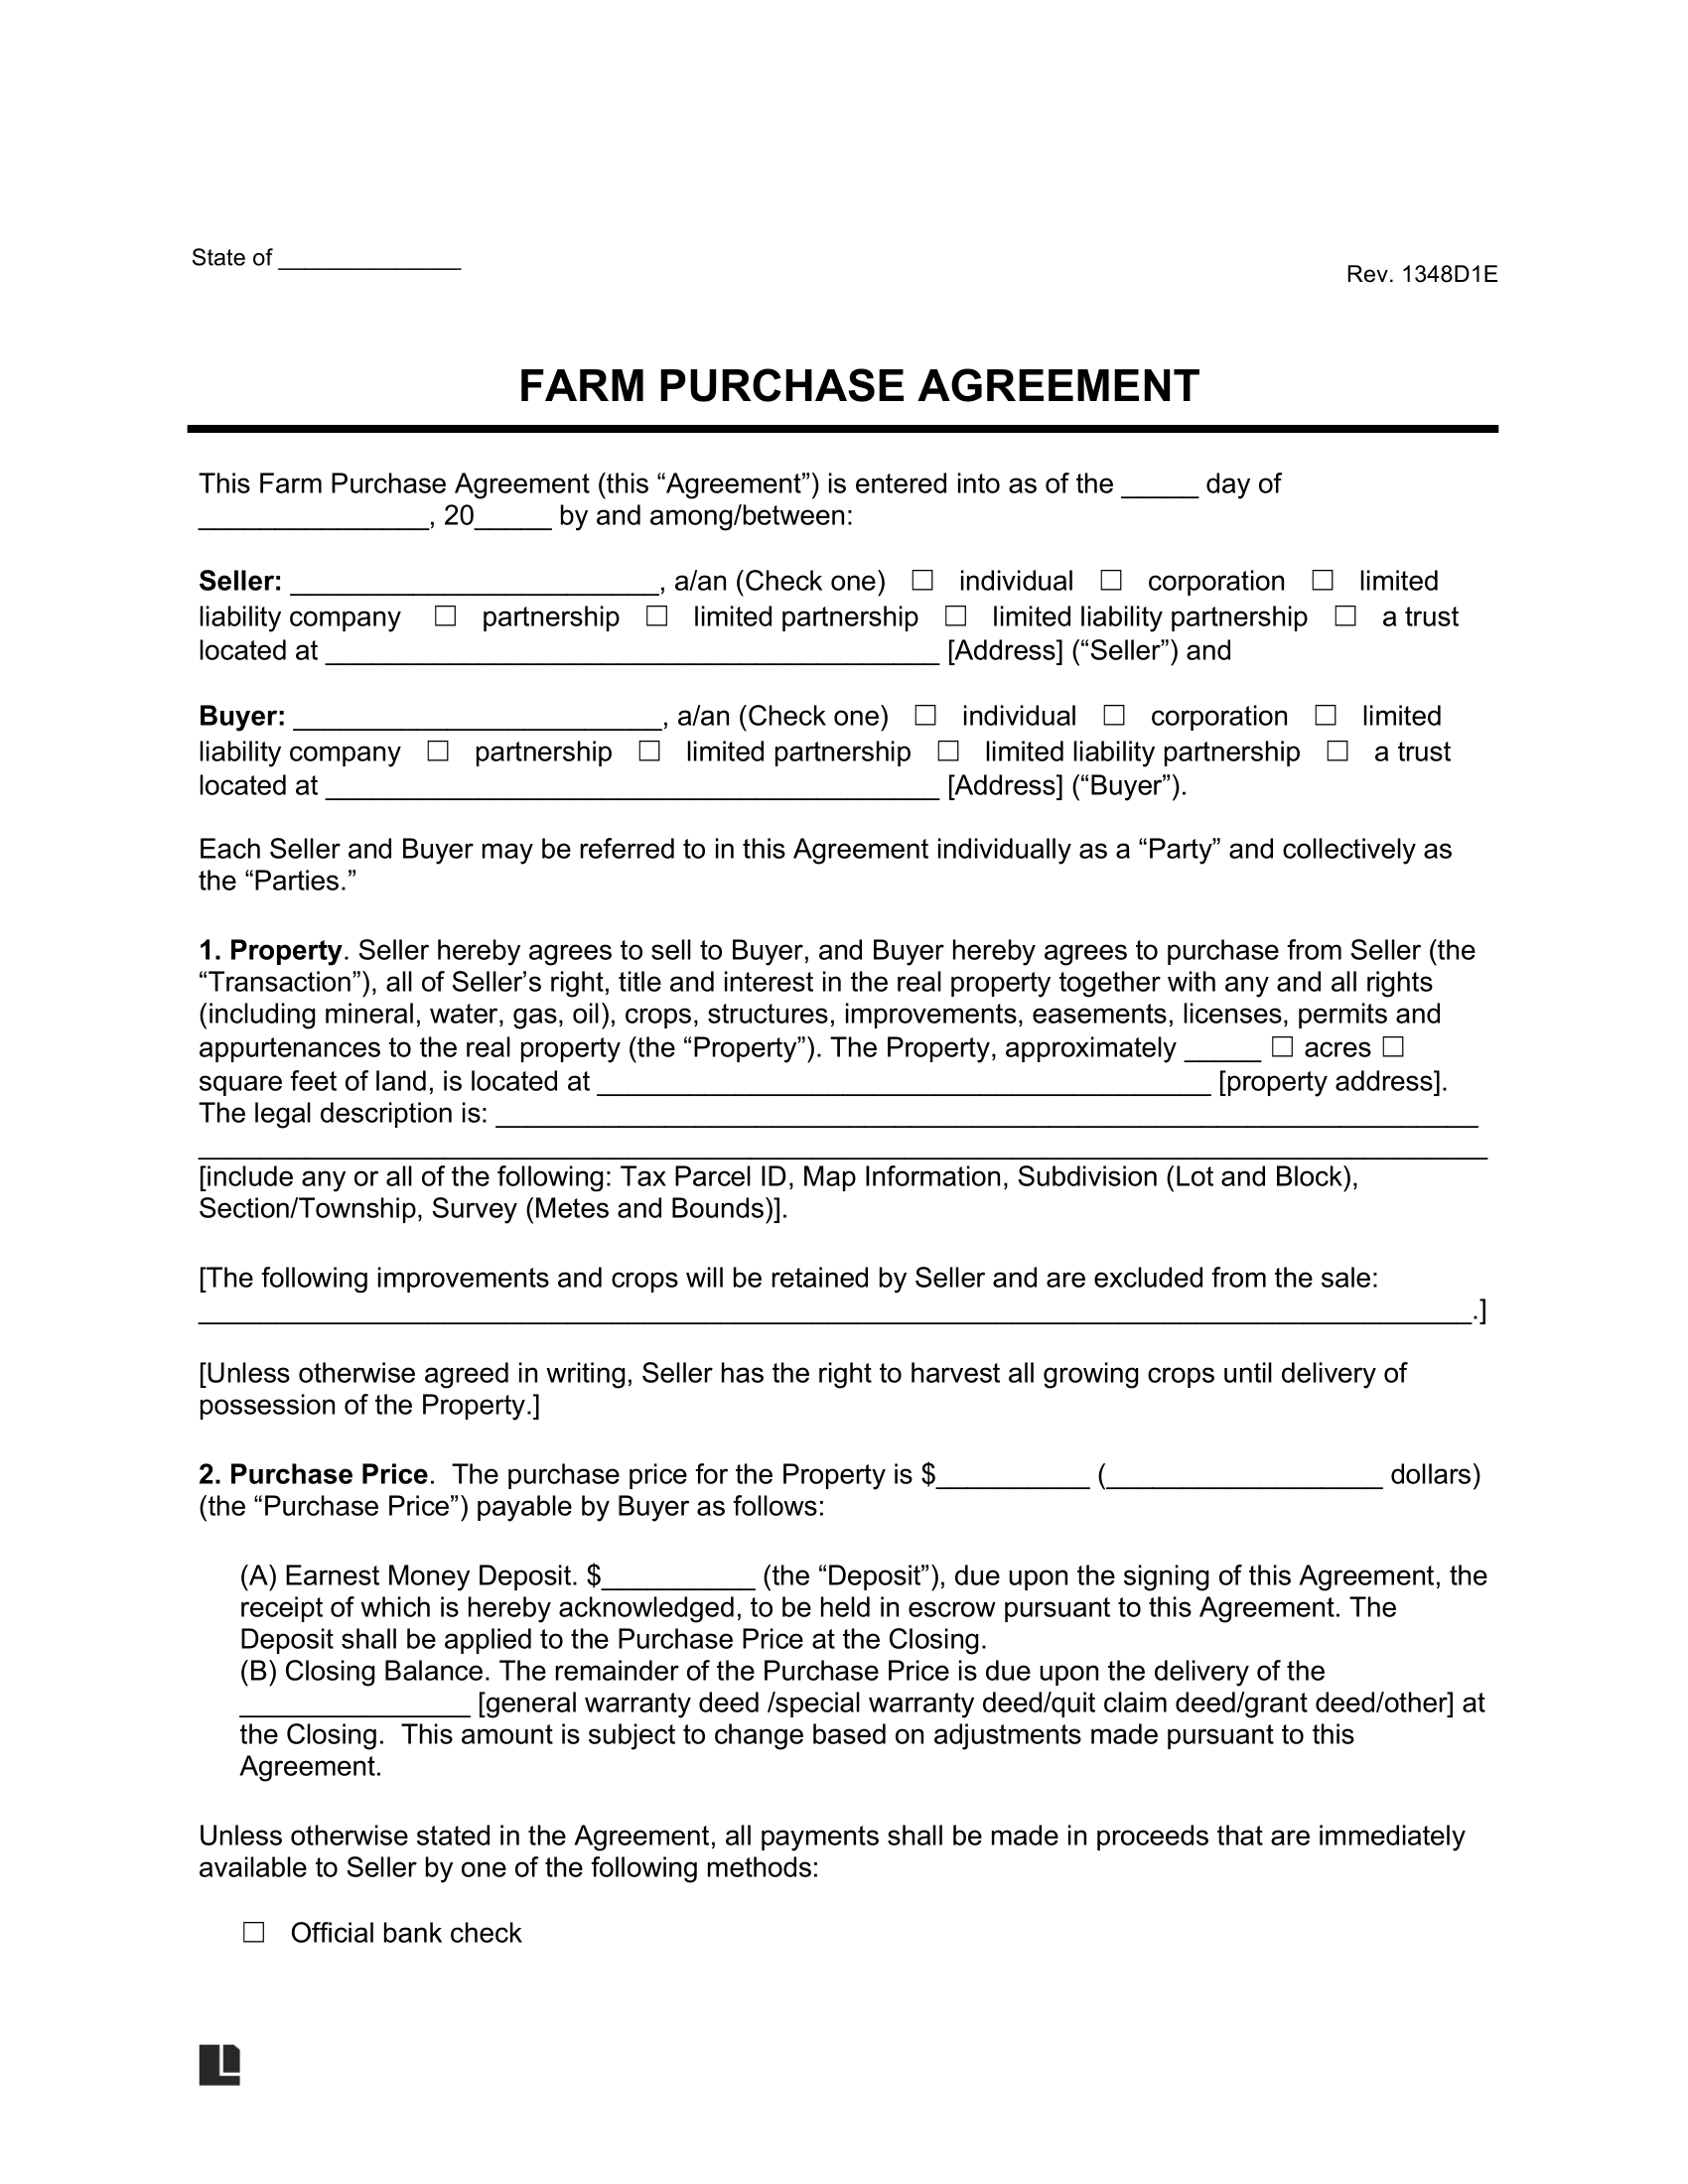 State of ______________
Rev. 1348D1E
FARM PURCHASE AGREEMENT
This Farm Purchase Agreement (this “Agreement”) is entered into as of the _____ day of
_______________, 20_____ by and among/between:
Seller: ________________________, a/an (Check one) ☐ individual ☐ corporation ☐ limited
liability company ☐ partnership ☐ limited partnership ☐ limited liability partnership ☐ a trust
located at ________________________________________ [Address] (“Seller”) and
Buyer: ________________________, a/an (Check one) ☐ individual ☐ corporation ☐ limited
liability company ☐ partnership ☐ limited partnership ☐ limited liability partnership ☐ a trust
located at ________________________________________ [Address] (“Buyer”).
Each Seller and Buyer may be referred to in this Agreement individually as a “Party” and collectively as
the “Parties.”
1. Property. Seller hereby agrees to sell to Buyer, and Buyer hereby agrees to purchase from Seller (the
“Transaction”), all of Seller’s right, title and interest in the real property together with any and all rights
(including mineral, water, gas, oil), crops, structures, improvements, easements, licenses, permits and
appurtenances to the real property (the “Property”). The Property, approximately _____ ☐ acres ☐
square feet of land, is located at ________________________________________ [property address].
The legal description is: ________________________________________________________________
____________________________________________________________________________________
[include any or all of the following: Tax Parcel ID, Map Information, Subdivision (Lot and Block),
Section/Township, Survey (Metes and Bounds)].
[The following improvements and crops will be retained by Seller and are excluded from the sale:
___________________________________________________________________________________.]
[Unless otherwise agreed in writing, Seller has the right to harvest all growing crops until delivery of
possession of the Property.]
2. Purchase Price.  The purchase price for the Property is $__________ (__________________ dollars)
(the “Purchase Price”) payable by Buyer as follows:
(A) Earnest Money Deposit. $__________ (the “Deposit”), due upon the signing of this Agreement, the
receipt of which is hereby acknowledged, to be held in escrow pursuant to this Agreement. The
Deposit shall be applied to the Purchase Price at the Closing.
(B) Closing Balance. The remainder of the Purchase Price is due upon the delivery of the
_______________ [general warranty deed /special warranty deed/quit claim deed/grant deed/other] at
the Closing.  This amount is subject to change based on adjustments made pursuant to this
Agreement.
Unless otherwise stated in the Agreement, all payments shall be made in proceeds that are immediately
available to Seller by one of the following methods:
☐ Official bank check